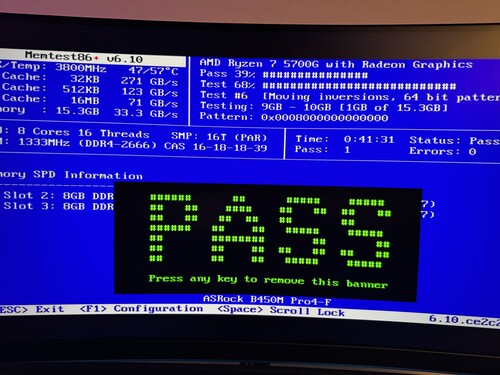 Memtest86+ v6.10
AMD Ryzen 7 5700G with Radeon Graphics
/Temp: 3800MHz 47/57°C
Pass 39% ################
Cache: 32KB 271 GB/s
Test 68% #############################
Cache: 512KB 123 GB/s
Test #6 [Moving inversions, 64 bit patter
Cache: 16MB 71 GB/s
Testing: 9GB - 10GB [1GB of 15.3GB]
: 15.3GB 33.3 GB/s
Pattern: 0x0008000000000000
: 8 Cores 16 Threads SMP: 16T (PAR)
Time: 0:41:31 Status: Pass
: 1333MHz (DDR4-2666) CAS 16-18-18-39
Pass: 1 Errors: 0
ory SPD Information
Slot 2: 8GB DDR
7)
Slot 3: 8GB DDR
7)
PASS
Press any key to remove this banner
ASRock B450M Pro4-F
ESC> Exit <F1> Configuration <Space> Scroll Lock
6.10.ce2c2